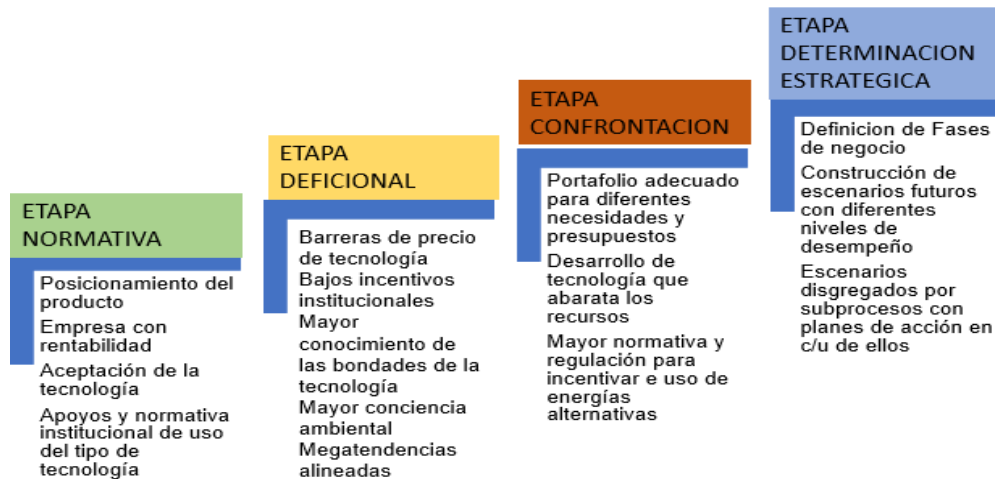 ETAPA
NORMATIVA
Posicionamiento del
producto
Empresa con
rentabilidad
Aceptación de la
tecnología
Apoyos y normativa
institucional de uso
del tipo de
tecnología
ETAPA
DEFICIONAL
Barreras de precio
de tecnología
Bajos incentivos
institucionales
Mayor
conocimiento de
las bondades de la
tecnología
Mayor conciencia
ambiental
Megatendencias
alineadas
ETAPA
CONFRONTACION
Portafolio adecuado
para diferentes
necesidades y
presupuestos
Desarrollo de
tecnología que
abarata los
recursos
Mayor normativa y
regulación para
incentivar e uso de
energías
alternativas
ETAPA
DETERMINACION
ESTRATEGICA
Definicion de Fases
de negocio
Construcción de
escenarios futuros
con diferentes
niveles de
desempeño
Escenarios
disgregados por
subprocesos con
planes de acción en
c/u de ellos